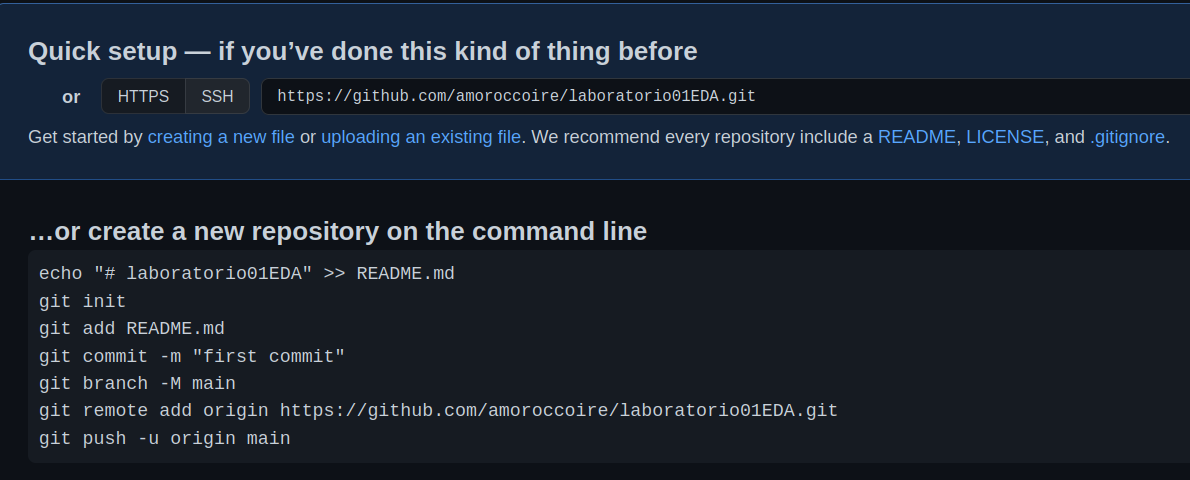 Quick setup — if you’ve done this kind of thing before
or HTTPS SSH https://github.com/amoroccoire/laboratorio01EDA.git
Get started by creating a new file or uploading an existing file. We recommend every repository include a README, LICENSE, and .gitignore.
…or create a new repository on the command line
echo "# laboratorio01EDA" >> README.md
git init
git add README.md
git commit -m "first commit"
git branch -M main
git remote add origin https://github.com/amoroccoire/laboratorio01EDA.git
git push -u origin main